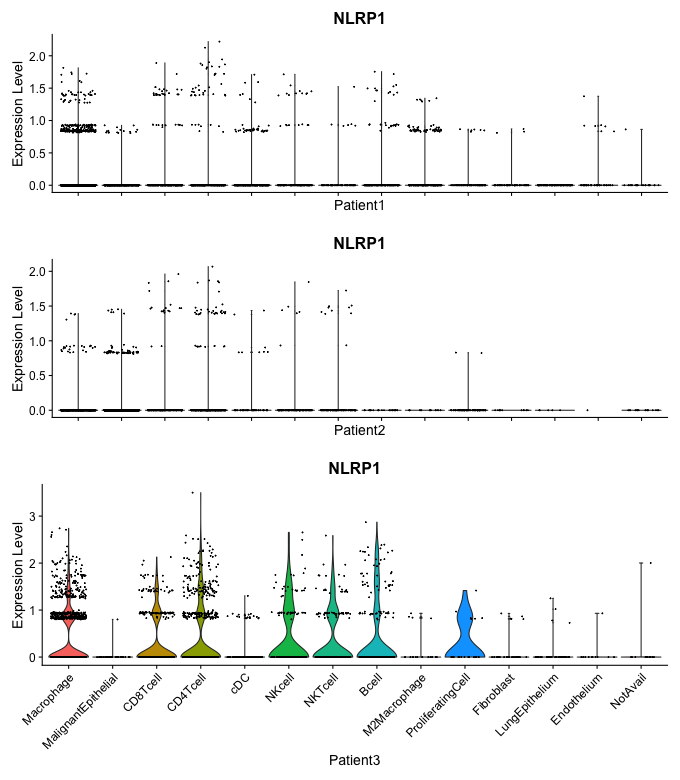 NLRP1
Expression Level
2.0
1.5
1.0
0.5
0.0
Patient1
NLRP1
Expression Level
2.0
1.5
1.0
0.5
0.0
Patient2
NLRP1
Expression Level
3
2
1
0
Macrophage
MalignantEpithelial
CD8Tcell
CD4Tcell
cDC
NKcell
NKTcell
Bcell
M2Macrophage
ProliferatingCell
Fibroblast
LungEpithelium
Endothelium
NotAvail
Patient3